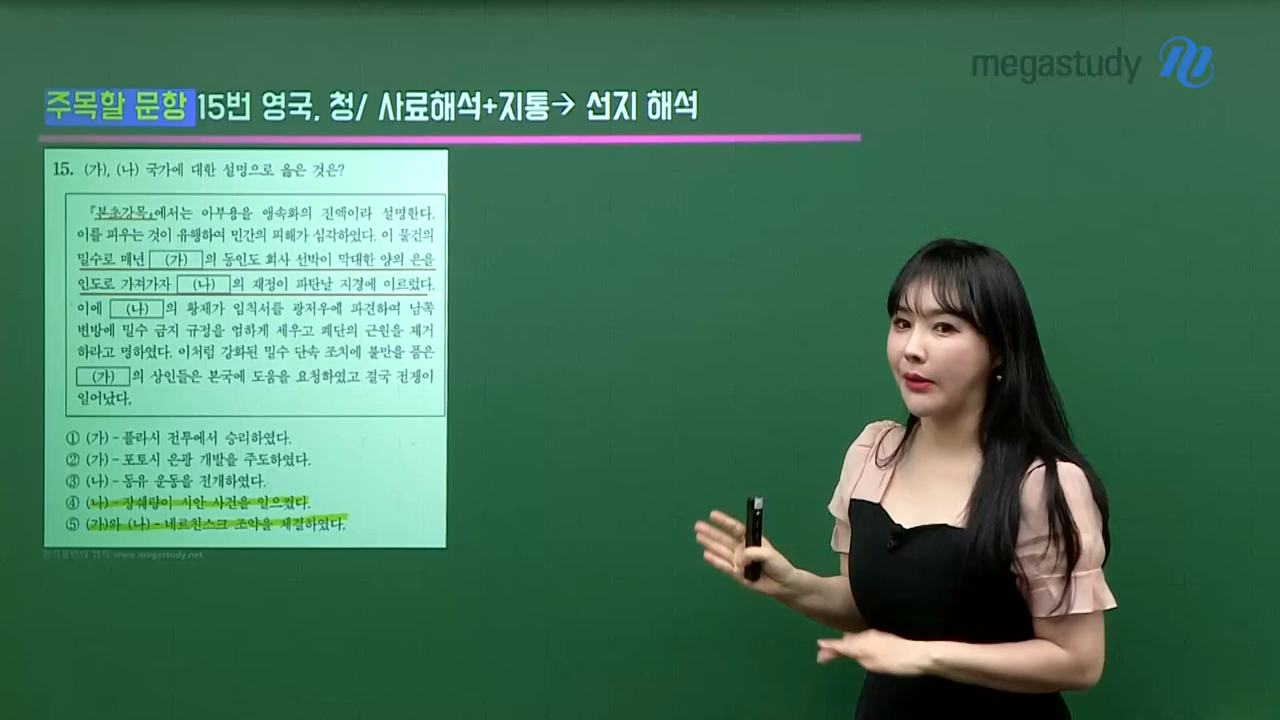 megastudy
주목할 문항 15번 영국, 청/ 사료해석+지통→ 선지 해석
15. (가), (나) 국가에 대한 설명으로 옳은 것은?
『본초강목』에서는 아부용을 앵속화의 진액이라 설명한다.
이를 피우는 것이 유행하여 민간의 피해가 심각하였다. 이 물건의
밀수로 매년 (가) 의 동인도 회사 선박이 막대한 양의 은을
인도로 가져가자 (나) 의 재정이 파탄날 지경에 이르렀다.
이에 (나) 의 황제가 임칙서를 광저우에 파견하여 남쪽
변방에 밀수 금지 규정을 엄하게 세우고 폐단의 근원을 제거
하라고 명하였다. 이처럼 강화된 밀수 단속 조치에 불만을 품은
(가) 의 상인들은 본국에 도움을 요청하였고 결국 전쟁이
일어났다.
① (가) - 플라시 전투에서 승리하였다.
② (가) - 포토시 은광 개발을 주도하였다.
③ (나) - 동유 운동을 전개하였다.
④ (나) - 장쉐량이 시안 사건을 일으켰다.
⑤ (가)와 (나) - 네르친스크 조약을 체결하였다.
www.megastudy.net